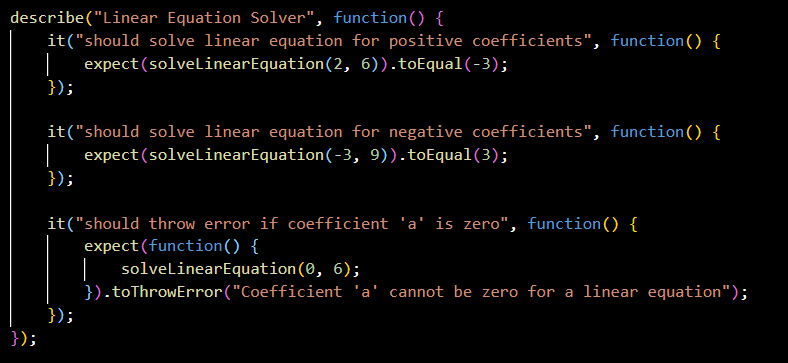 describe("Linear Equation Solver", function() {
    it("should solve linear equation for positive coefficients", function() {
        expect(solveLinearEquation(2, 6)).toEqual(-3);
    });

    it("should solve linear equation for negative coefficients", function() {
        expect(solveLinearEquation(-3, 9)).toEqual(3);
    });

    it("should throw error if coefficient 'a' is zero", function() {
        expect(function() {
            solveLinearEquation(0, 6);
        }).toThrowError("Coefficient 'a' cannot be zero for a linear equation");
    });
});